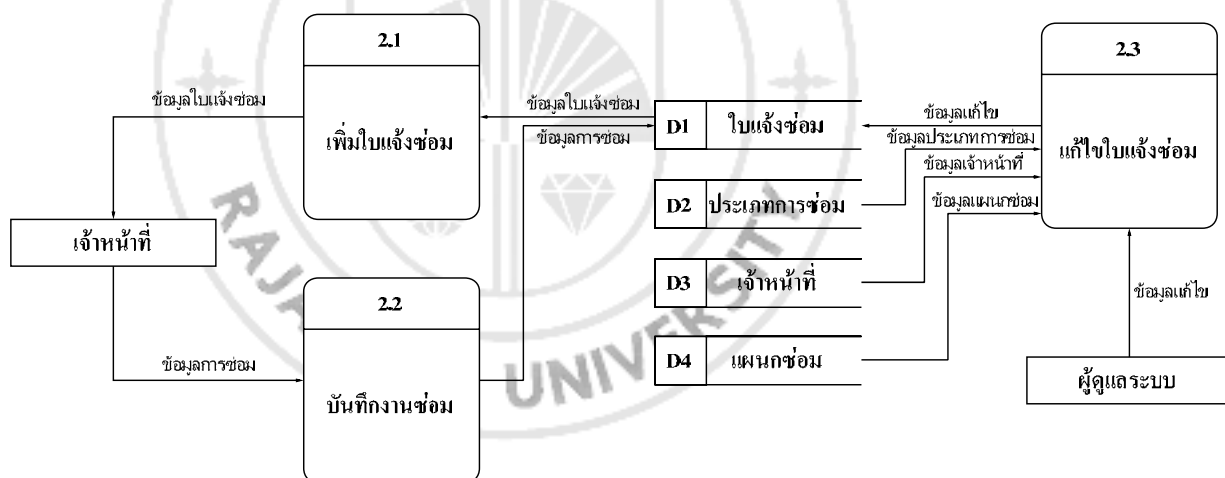 2.1
เพิ่มใบแจ้งซ่อม
ข้อมูลใบแจ้งซ่อม
ข้อมูลใบแจ้งซ่อม
ข้อมูลการซ่อม
D1 ใบแจ้งซ่อม
D2 ประเภทการซ่อม
D3 เจ้าหน้าที่
D4 แผนกซ่อม
2.3
แก้ไขใบแจ้งซ่อม
ข้อมูลแก้ไข
ข้อมูลประเภทการซ่อม
ข้อมูลเจ้าหน้าที่
ข้อมูลแผนกซ่อม
เจ้าหน้าที่
ข้อมูลการซ่อม
2.2
บันทึกงานซ่อม
ข้อมูลแก้ไข
ผู้ดูแลระบบ
UNIVERSITY